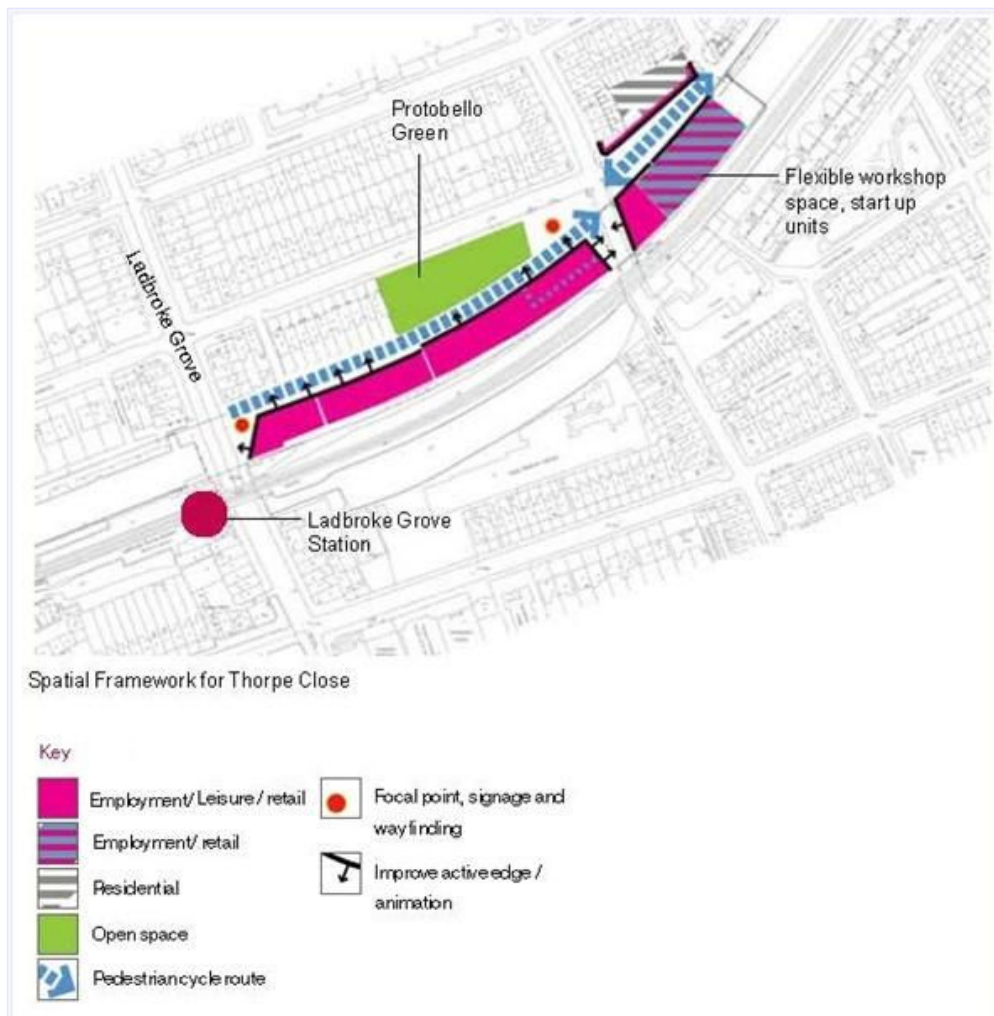 Protobello
Green
Flexible workshop
space, start up
units
Ladbroke Grove
Ladbroke Grove
Station
Spatial Framework for Thorpe Close
Key
Employment/ Leisure / retail
Employment/ retail
Residential
Open space
Pedestrian cycle route
Focal point, signage and
way finding
Improve active edge /
animation